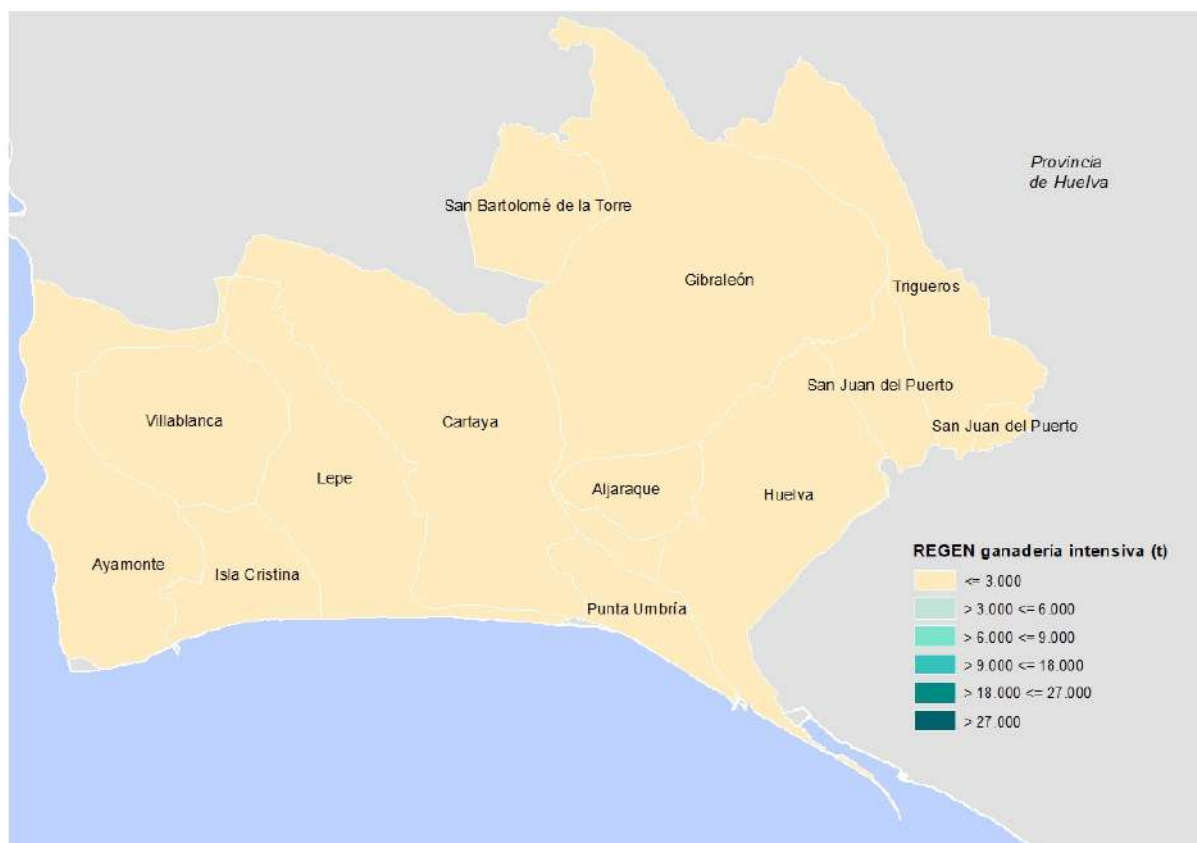 Provincia
de Huelva
San Bartolomé de la Torre
Gibraleón
Trigueros
San Juan del Puerto
Villablanca
Cartaya
San Juan del Puerto
Lepe
Aljaraque
Huelva
Ayamonte
Isla Cristina
Punta Umbría
REGEN ganadería intensiva (t)
<= 3.000
> 3.000 <= 6.000
> 6.000 <= 9.000
> 9.000 <= 18.000
> 18.000 <= 27.000
> 27.000